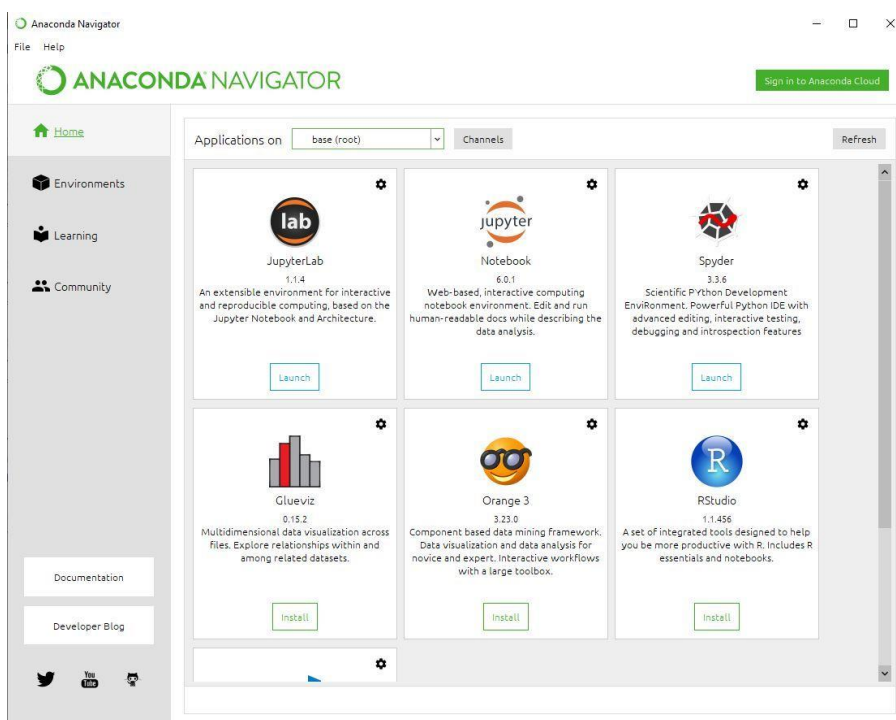 Anaconda Navigator
File Help
ANACONDA NAVIGATOR
Sign in to Anaconda Cloud
Home
Environments
Learning
Community
Documentation
Developer Blog
You
Tube
Applications on base (root) Channels Refresh
lab
JupyterLab
1.1.4
An extensible environment for interactive
and reproducible computing, based on the
Jupyter Notebook and Architecture.
Launch
jupyter
Notebook
6.0.1
Web-based, interactive computing
notebook environment. Edit and run
human-readable docs while describing the
data analysis.
Launch
Spyder
3.3.6
Scientific PYthon Development
EnviRonment. Powerful Python IDE with
advanced editing, interactive testing,
debugging and introspection features
Launch
Glueviz
0.15.2
Multidimensional data visualization across
files. Explore relationships within and
among related datasets.
Install
Orange 3
3.23.0
Component based data mining framework.
Data visualization and data analysis for
novice and expert. Interactive workflows
with a large toolbox.
Install
R
RStudio
1.1.456
A set of integrated tools designed to help
you be more productive with R. Includes R
essentials and notebooks.
Install